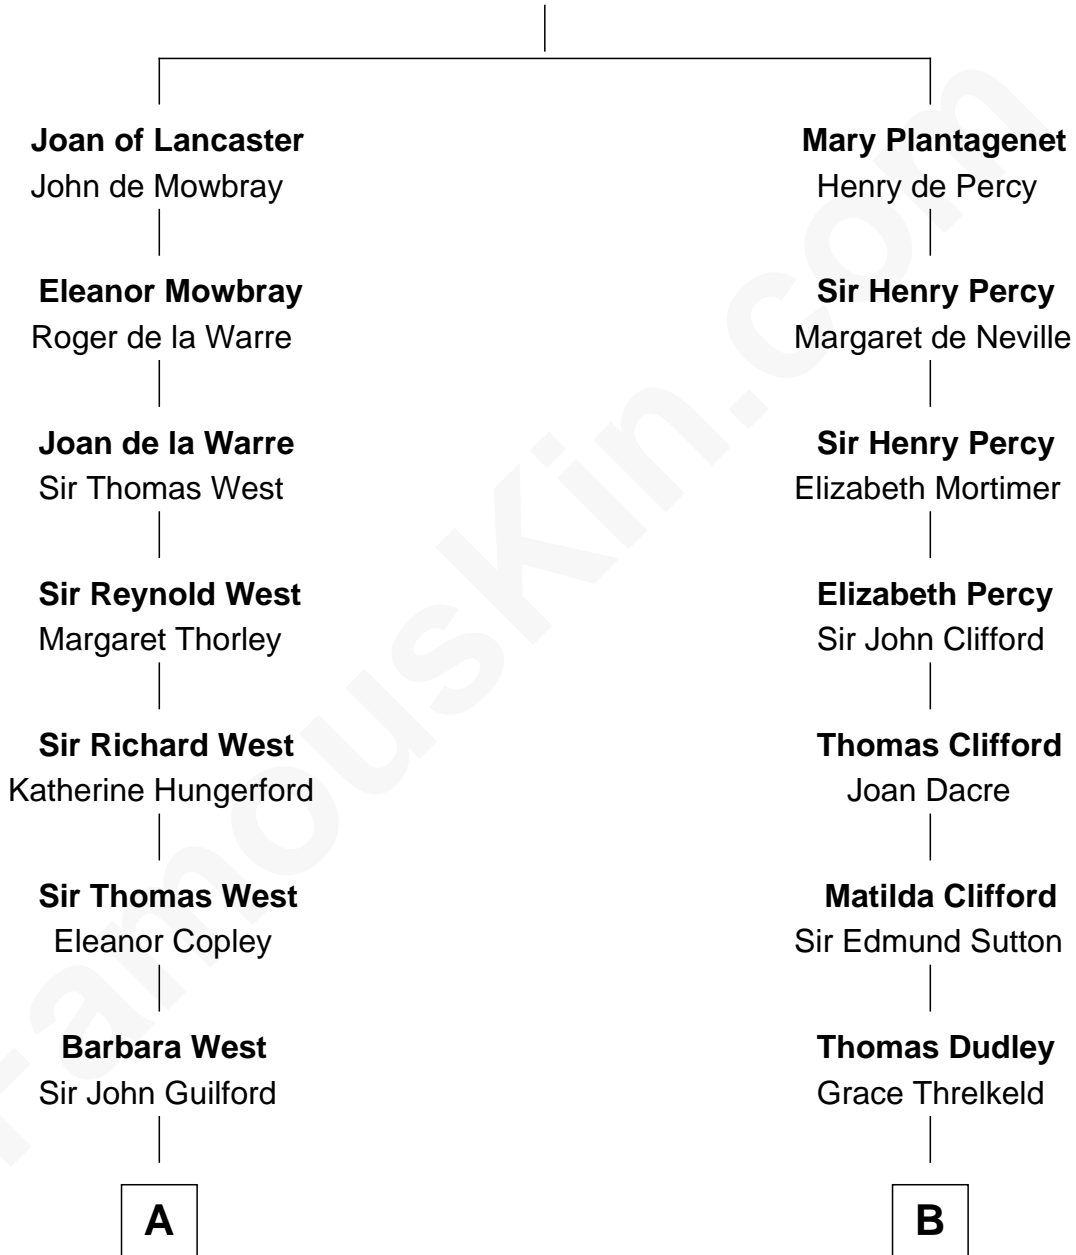 Joan of Lancaster
John de Mowbray
Eleanor Mowbray
Roger de la Warre
Joan de la Warre
Sir Thomas West
Sir Reynold West
Margaret Thorley
Sir Richard West
Katherine Hungerford
Sir Thomas West
Eleanor Copley
Barbara West
Sir John Guilford
A
Mary Plantagenet
Henry de Percy
Sir Henry Percy
Margaret de Neville
Sir Henry Percy
Elizabeth Mortimer
Elizabeth Percy
Sir John Clifford
Thomas Clifford
Joan Dacre
Matilda Clifford
Sir Edmund Sutton
Thomas Dudley
Grace Threlkeld
B
FamousKin.com